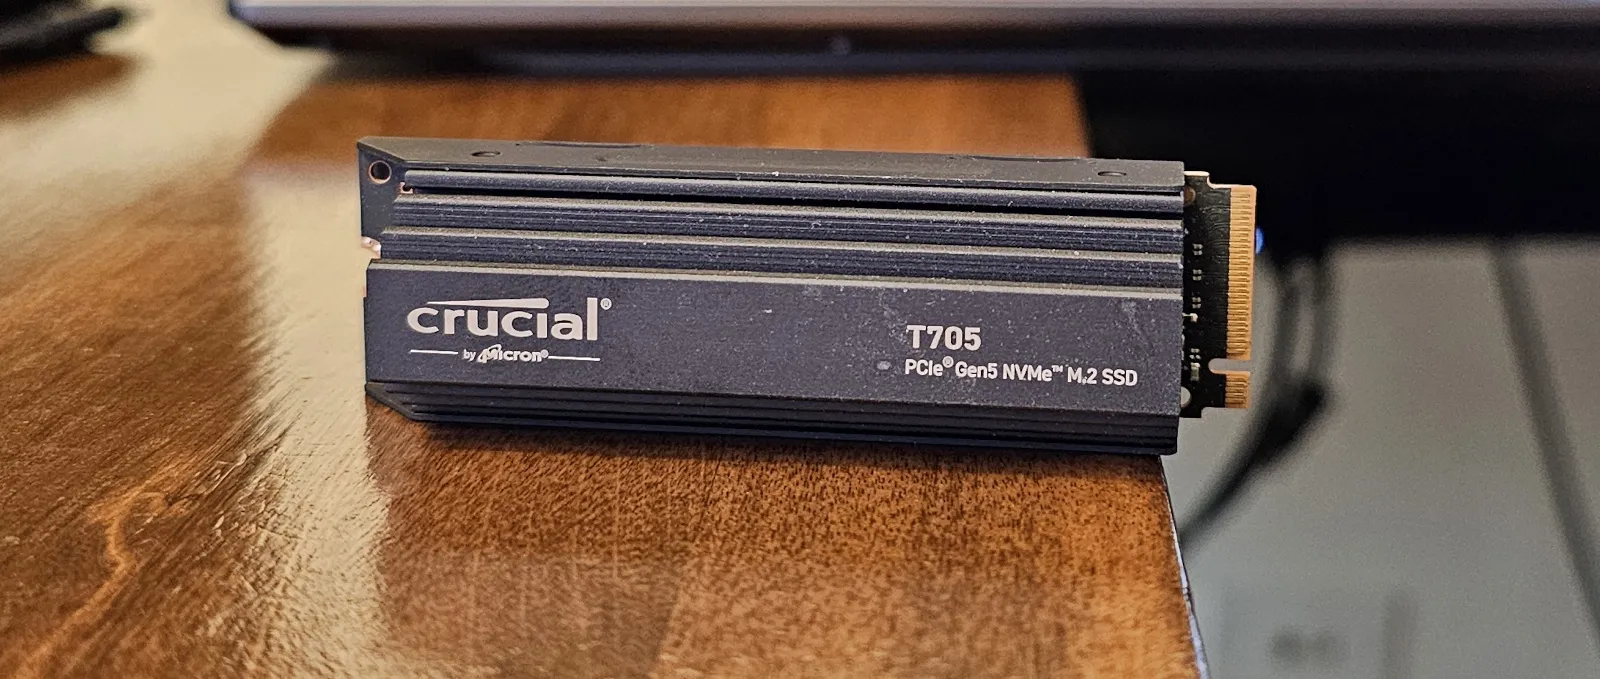 crucial®
by Micron®
T705
PCIe® Gen5 NVMe™ M.2 SSD